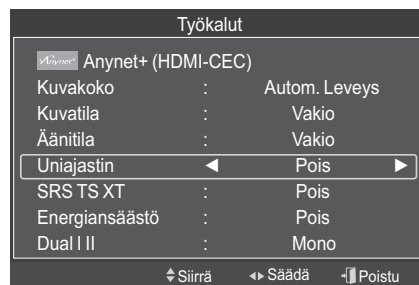 Työkalut
Anynet+ Anynet+ (HDMI-CEC)
Kuvakoko : Autom. Leveys
Kuvatila : Vakio
Äänitila : Vakio
Uniajastin ◄ Pois ►
SRS TS XT : Pois
Energiansäästö : Pois
Dual I II : Mono
Siirrä Säädä Poistu